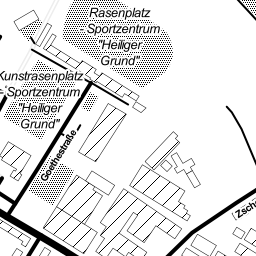 Rasenplatz
- Sportzentrum
"Heiliger
Grund"
Kunstrasenplatz
- Sportzentrum
"Heiliger
Grund"
Goethestraße